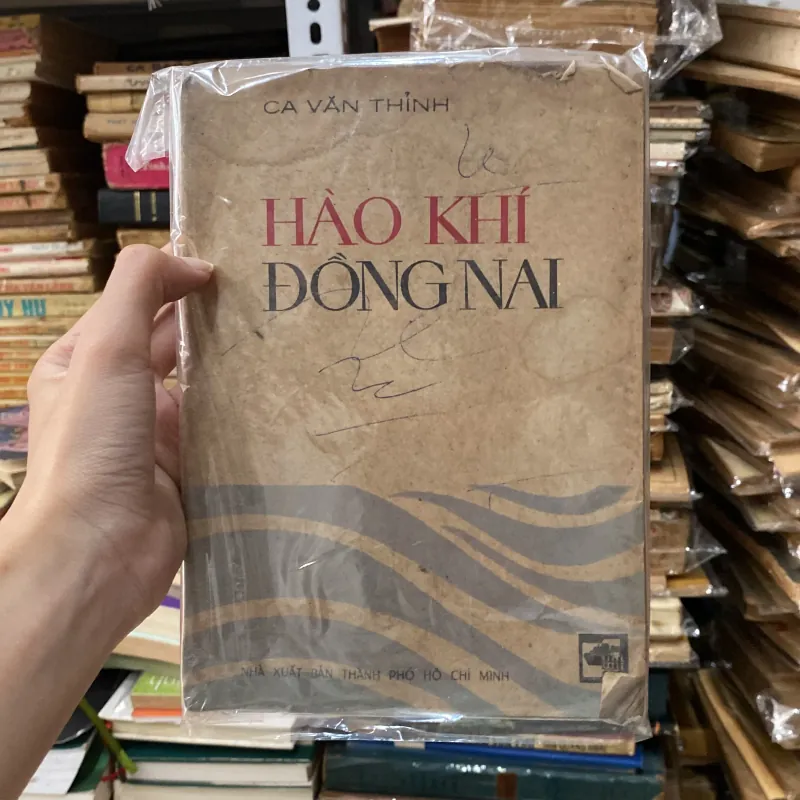 CA VĂN THỈNH
HÀO KHÍ
ĐỒNG NAI
NHÀ XUẤT BẢN THÀNH PHỐ HỒ CHÍ MINH